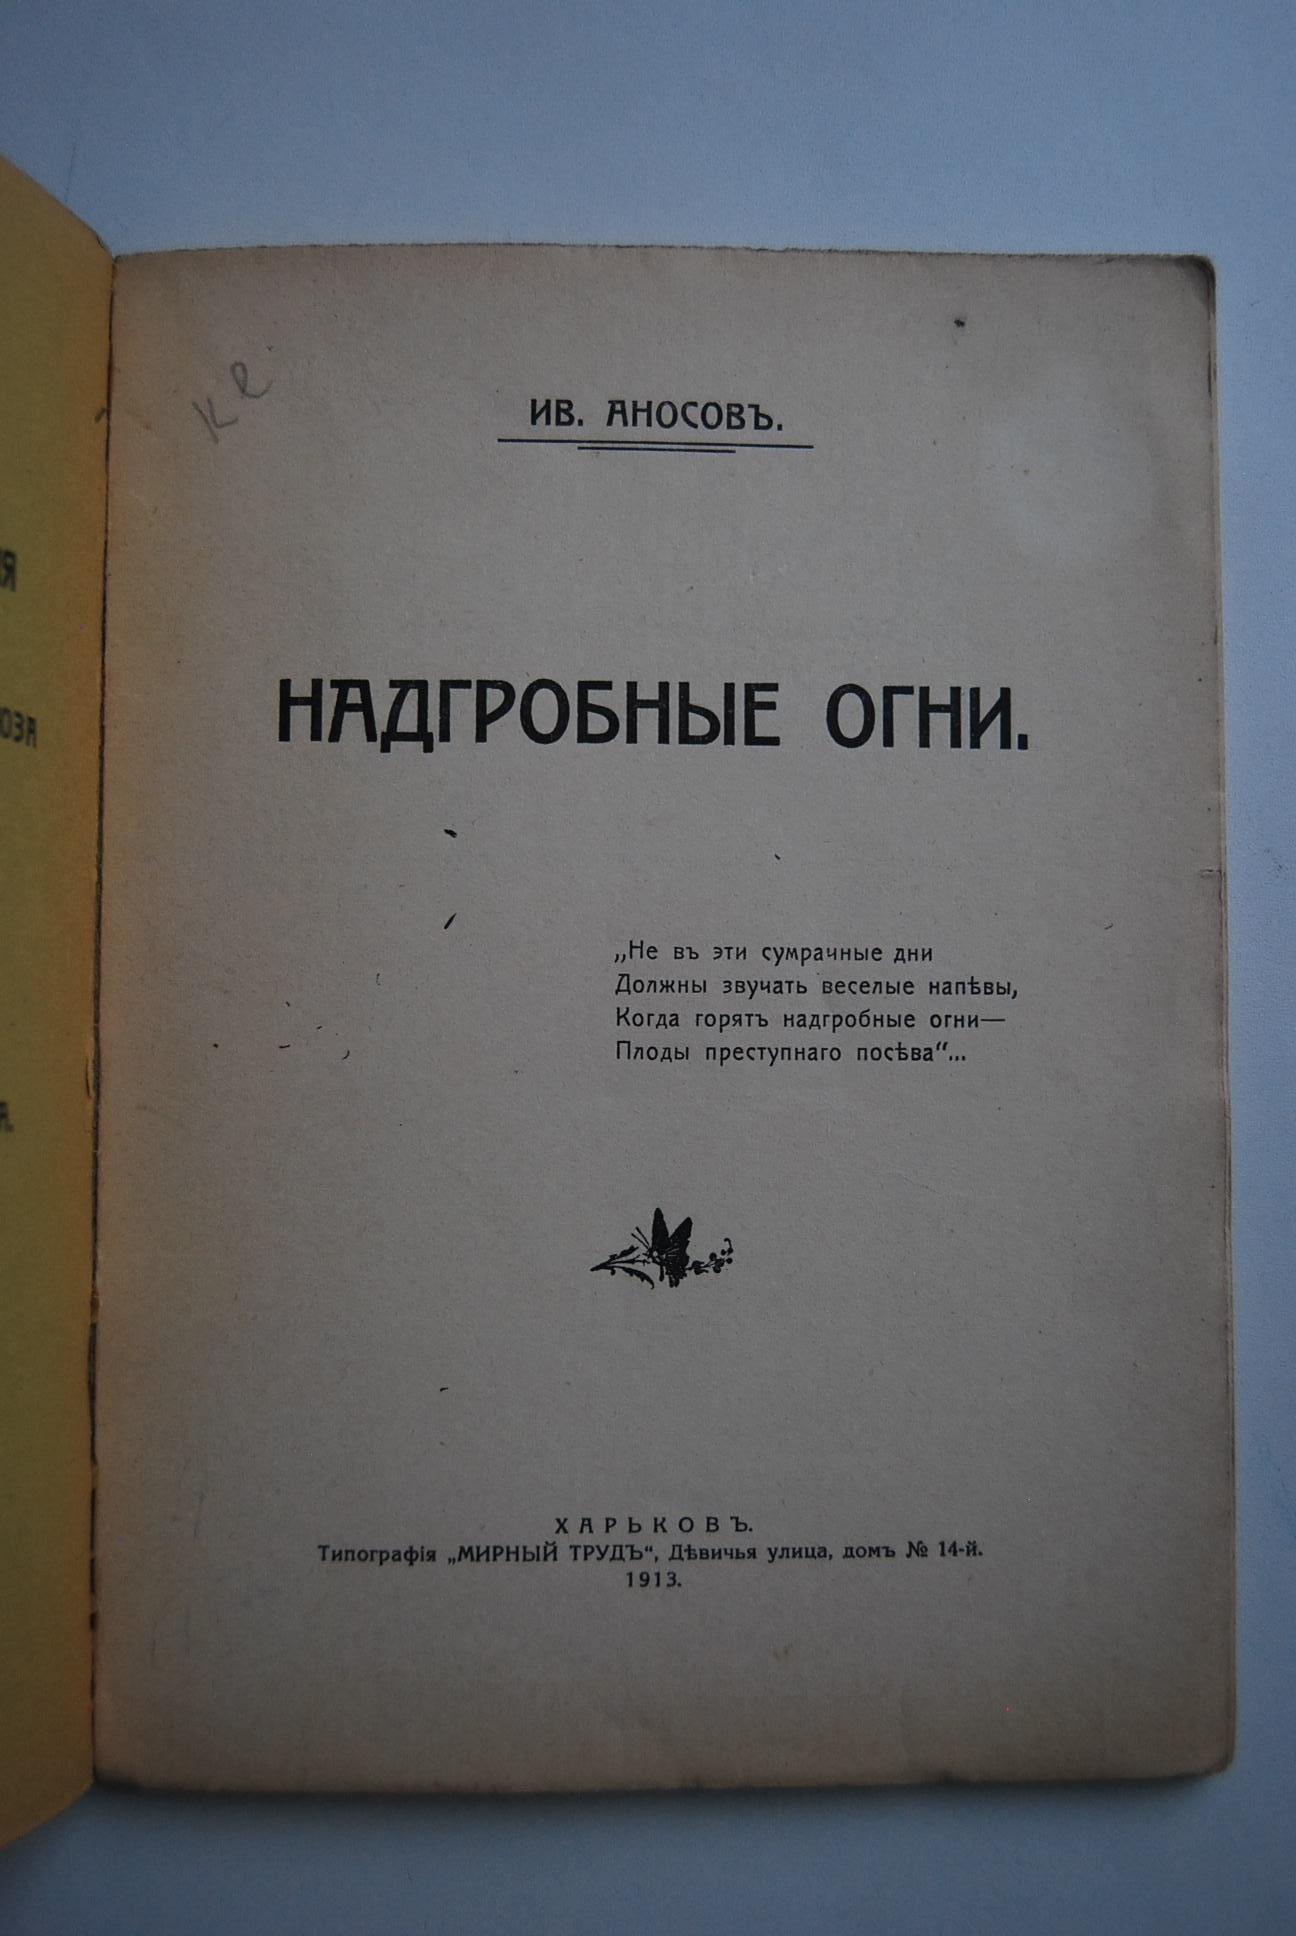 ИВ. АНОСОВЪ.
НАДГРОБНЫЕ ОГНИ.
„Не въ эти сумрачные дни
Должны звучать веселые напѣвы,
Когда горятъ надгробные огни—
Плоды преступнаго посѣва“...
ХАРЬКОВЪ.
Типографія „МИРНЫЙ ТРУДЪ“, Дѣвичья улица, домъ № 14-й.
1913.